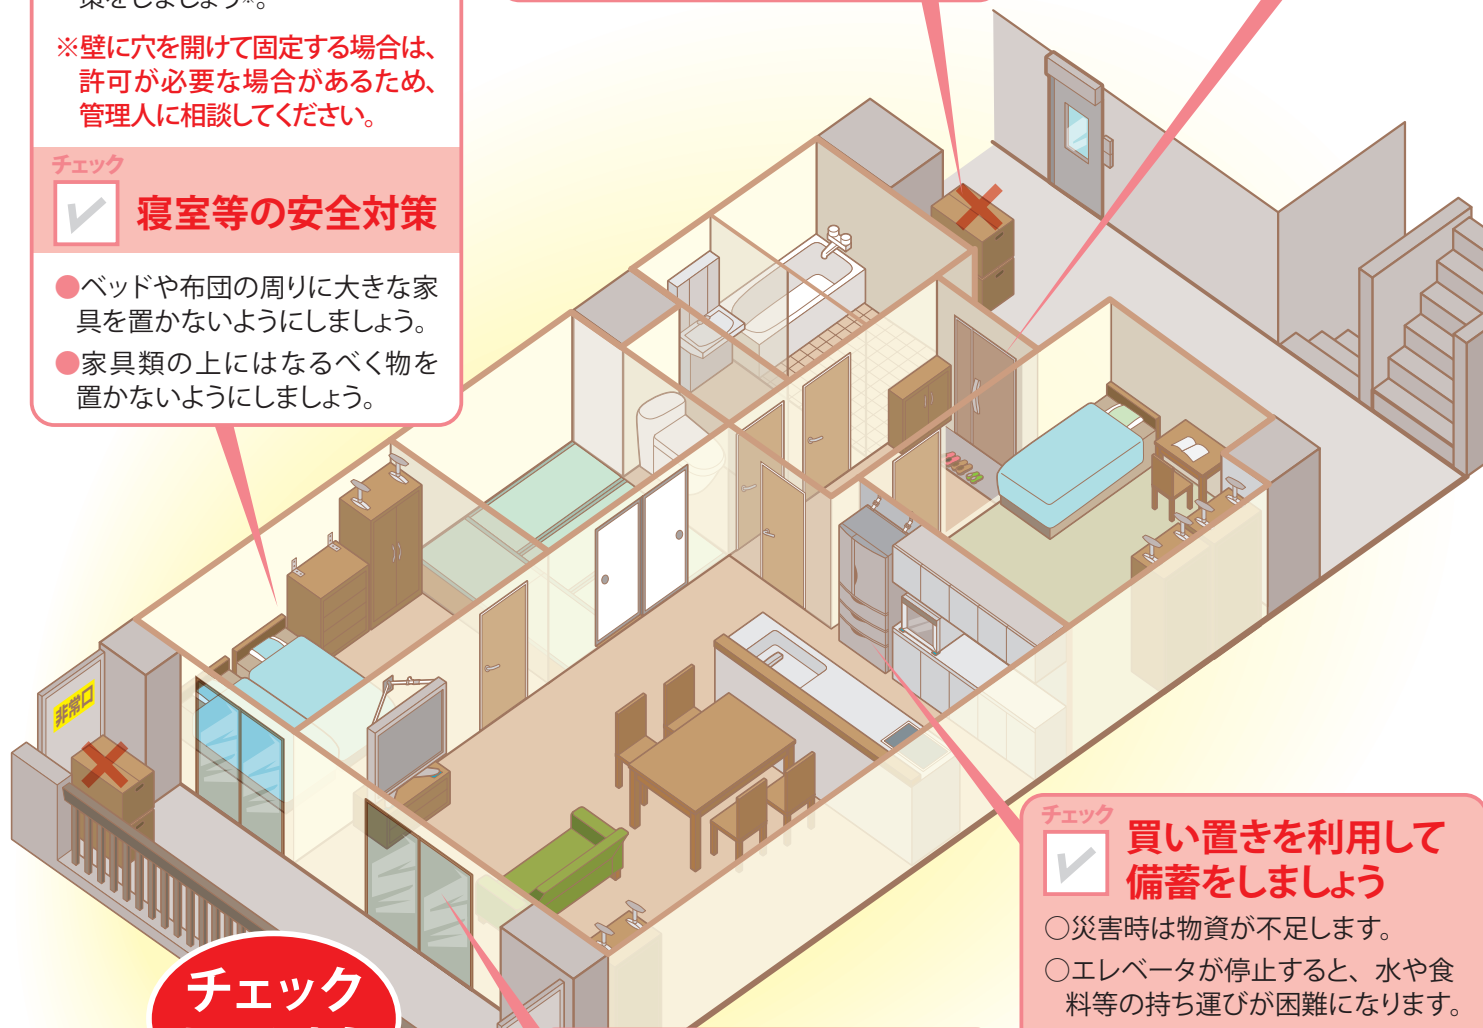 策をしましょう※。
※壁に穴を開けて固定する場合は、
許可が必要な場合があるため、
管理人に相談してください。
チェック
寝室等の安全対策
●ベッドや布団の周りに大きな家
具を置かないようにしましょう。
●家具類の上にはなるべく物を
置かないようにしましょう。
非常口
チェック
買い置きを利用して
備蓄をしましょう
○災害時は物資が不足します。
○エレベータが停止すると、水や食
料等の持ち運びが困難になります。
チェック